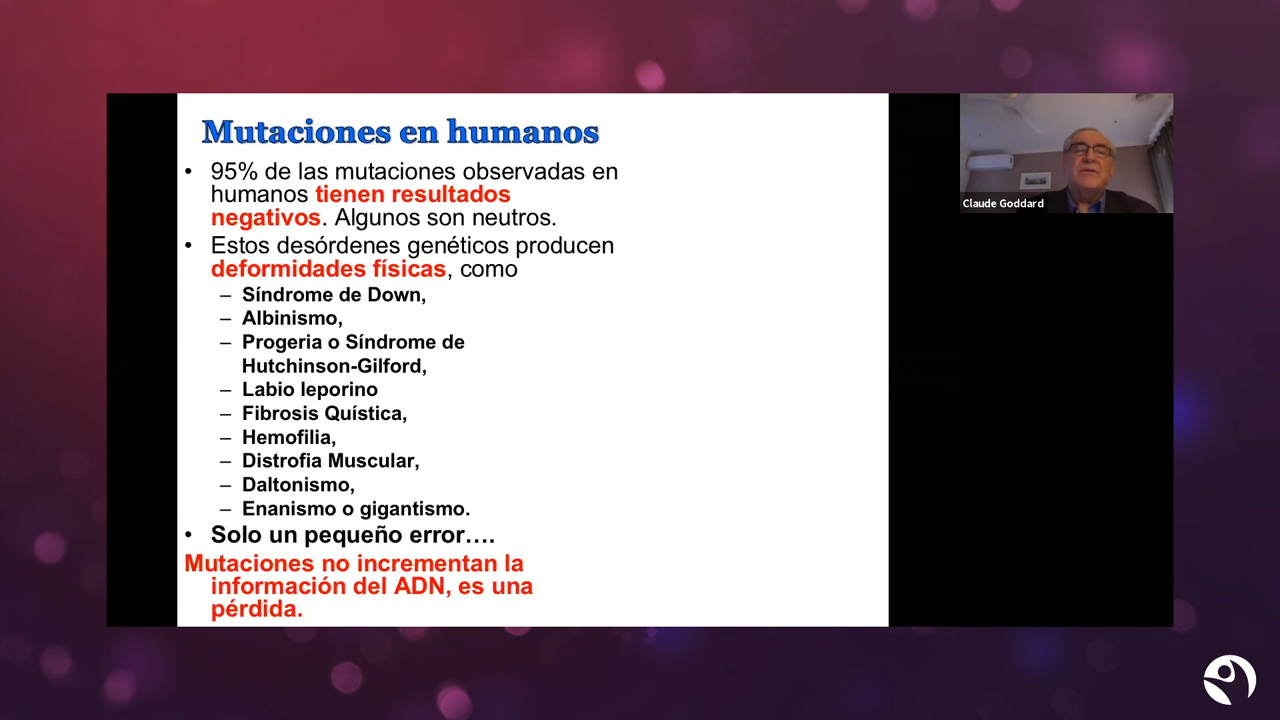 Mutaciones en humanos
• 95% de las mutaciones observadas en
humanos tienen resultados
negativos. Algunos son neutros.
• Estos desórdenes genéticos producen
deformidades físicas, como
– Síndrome de Down,
– Albinismo,
– Progeria o Síndrome de
Hutchinson-Gilford,
– Labio leporino
– Fibrosis Quística,
– Hemofilia,
– Distrofia Muscular,
– Daltonismo,
– Enanismo o gigantismo.
• Solo un pequeño error….
Mutaciones no incrementan la
información del ADN, es una
pérdida.
Claude Goddard